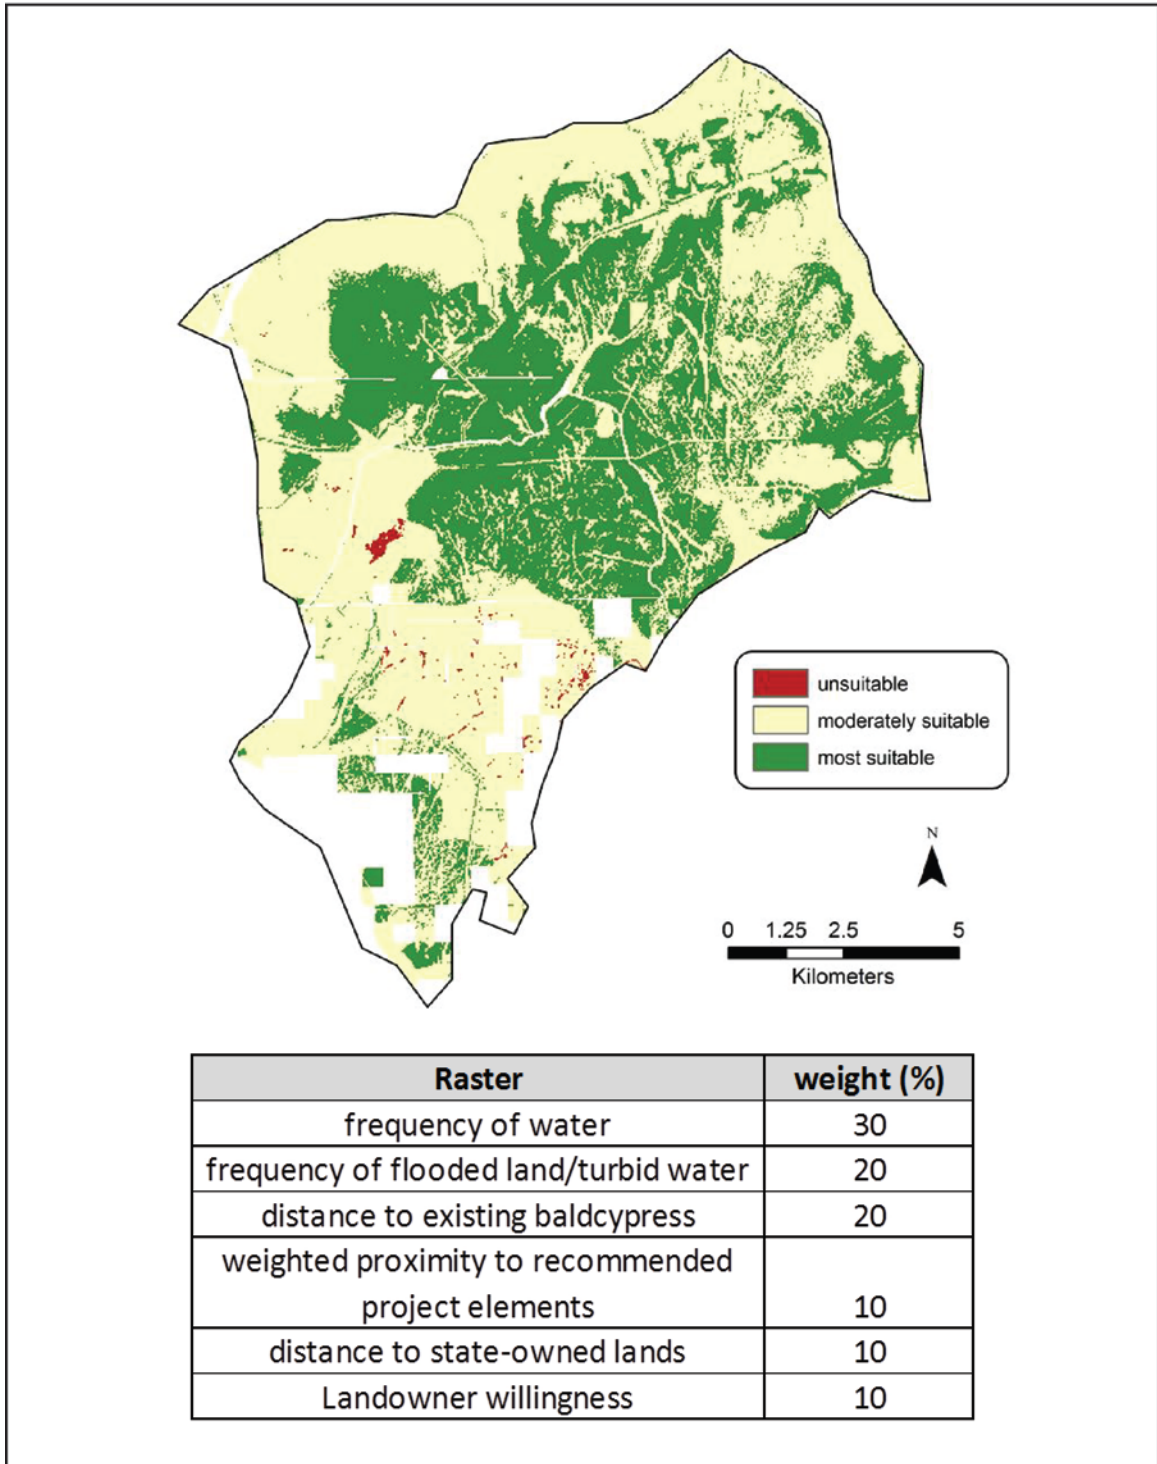 unsuitable
moderately suitable
most suitable
N
0 1.25 2.5 5
Kilometers
Raster weight (%)
frequency of water 30
frequency of flooded land/turbid water 20
distance to existing baldcypress 20
weighted proximity to recommended
project elements 10
distance to state-owned lands 10
Landowner willingness 10